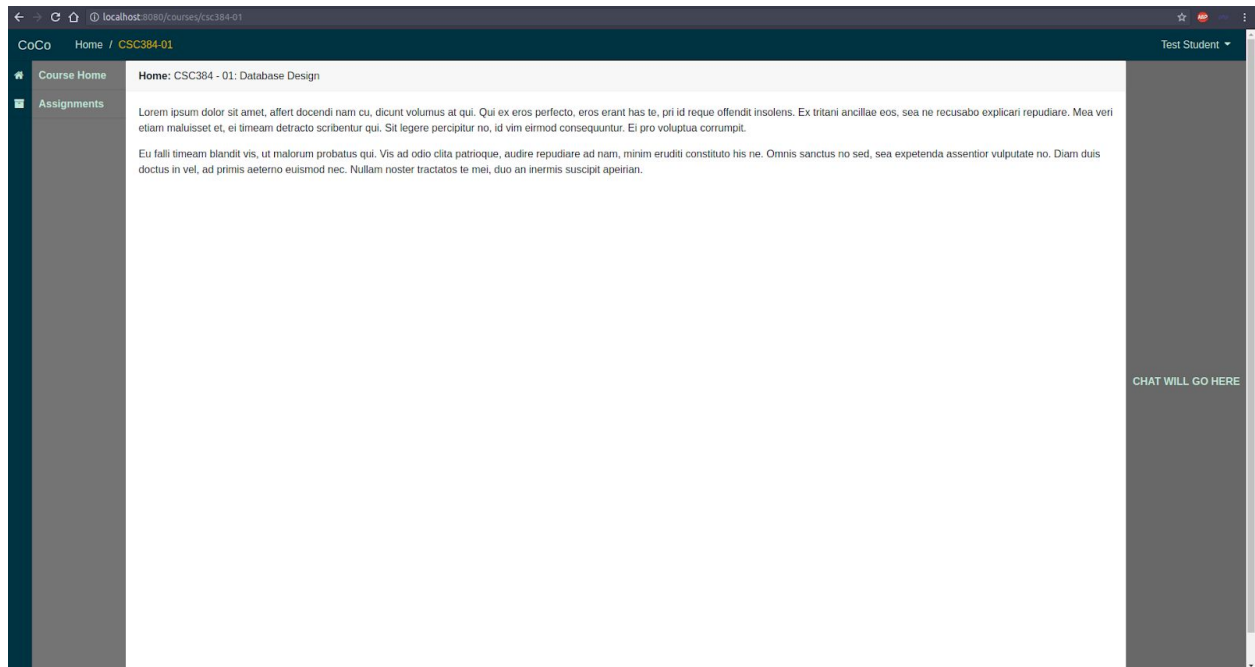 localhost:8080/courses/csc384-01
ABP
CoCo Home / CSC384-01 Test Student
Course Home
Assignments
Home: CSC384 - 01: Database Design
Lorem ipsum dolor sit amet, affert docendi nam cu, dicunt volumus at qui. Qui ex eros perfecto, eros erant has te, pri id reque offendit insolens. Ex tritani ancillae eos, sea ne recusabo explicari repudiare. Mea veri
etiam maluisset et, ei timeam detracto scribentur qui. Sit legere percipitur no, id vim eirmod consequuntur. Ei pro voluptua corrumpit.
Eu falli timeam blandit vis, ut malorum probatus qui. Vis ad odio clita patrioque, audire repudiare ad nam, minim eruditi constituto his ne. Omnis sanctus no sed, sea expetenda assentior vulputate no. Diam duis
doctus in vel, ad primis aeterno euismod nec. Nullam noster tractatos te mei, duo an inermis suscipit apeirian.
CHAT WILL GO HERE